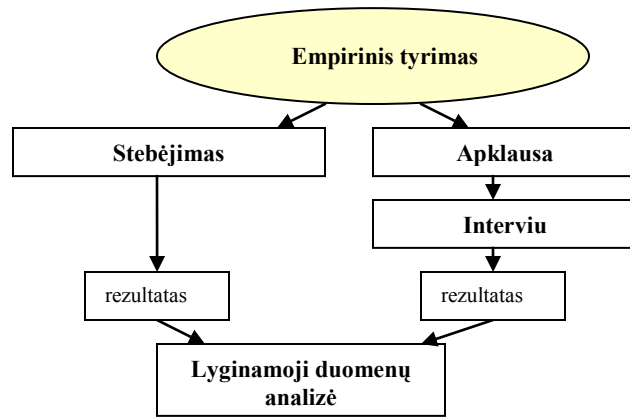 Empirinis tyrimas
Stebėjimas
Apklausa
Interviu
rezultatas
rezultatas
Lyginamoji duomenų
analizė